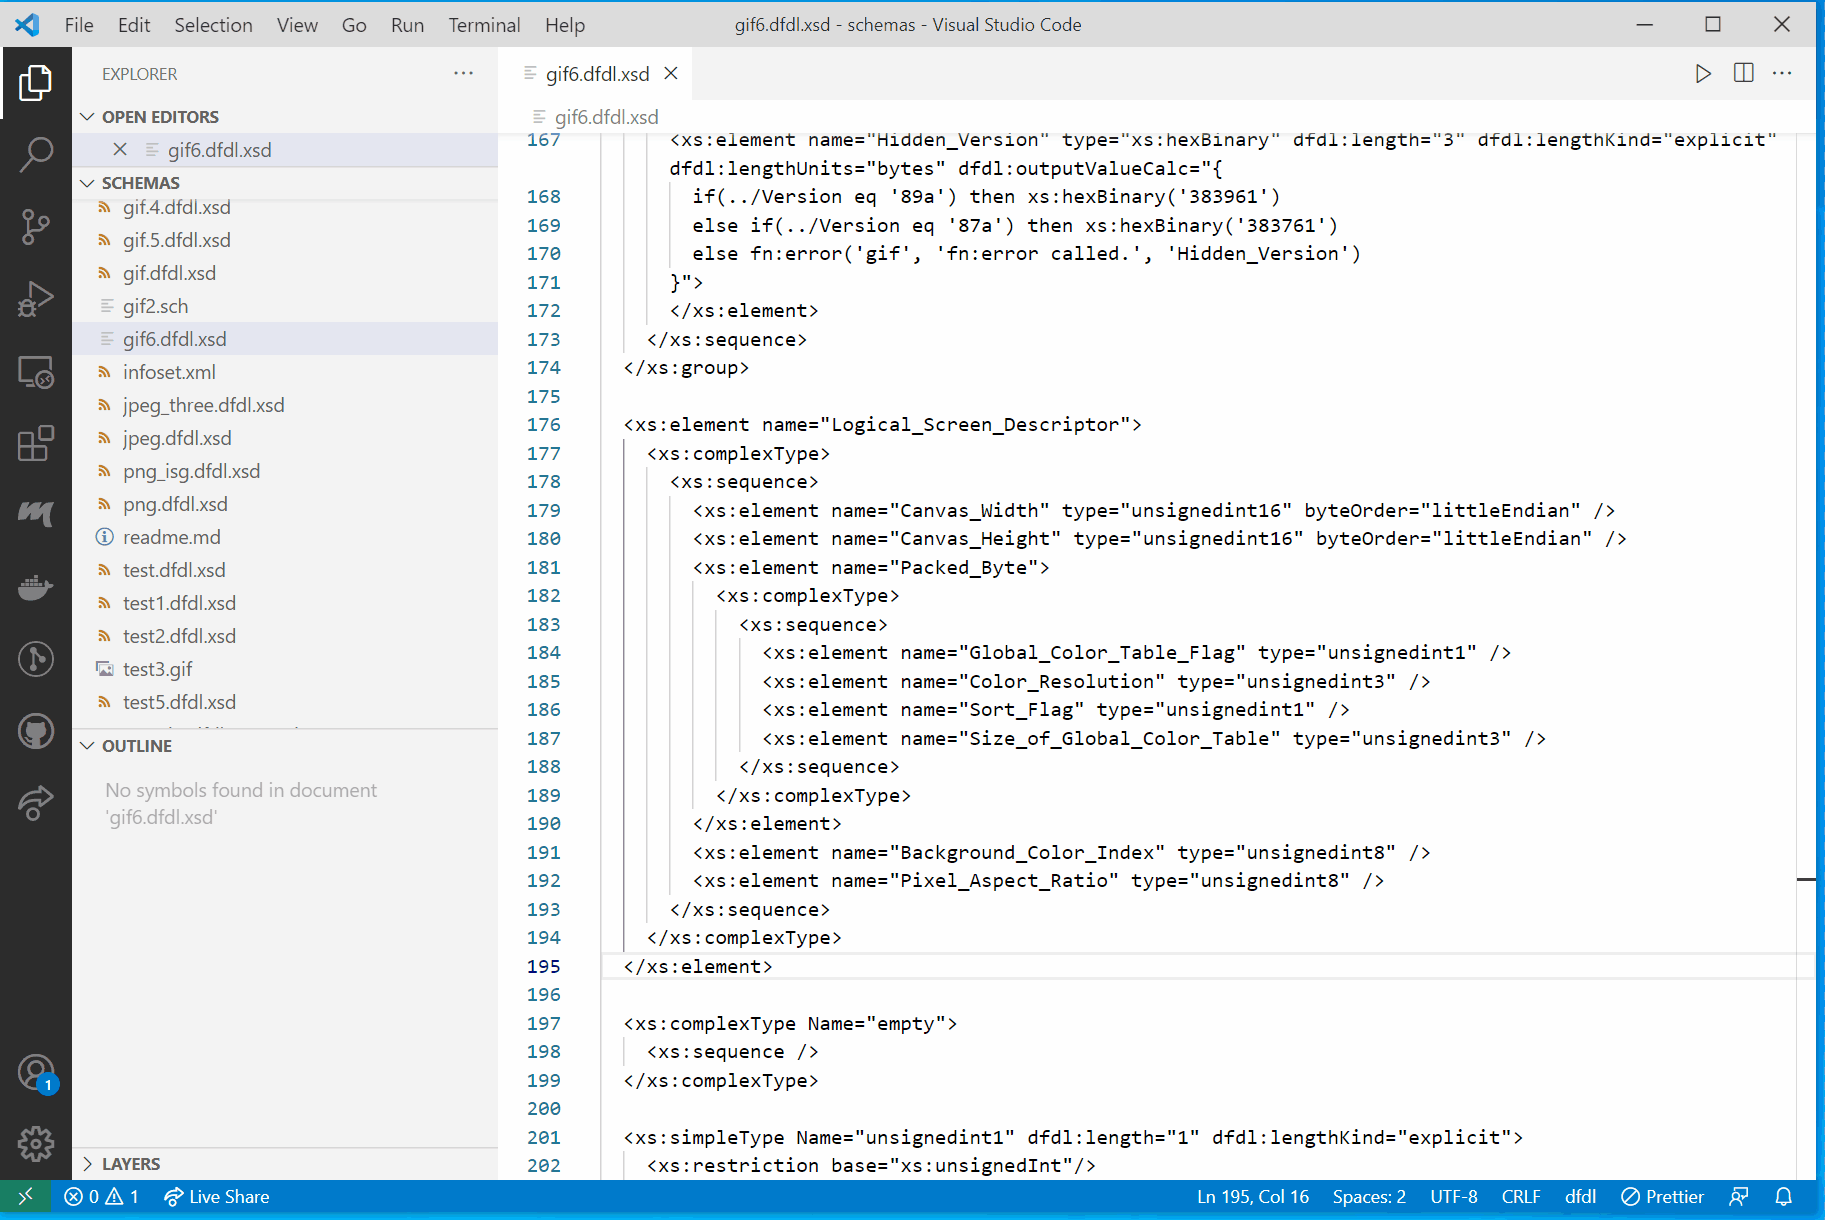 File Edit Selection View Go Run Terminal Help gif6.dfdl.xsd - schemas - Visual Studio Code
EXPLORER
OPEN EDITORS
gif6.dfdl.xsd
SCHEMAS
gif.4.dfdl.xsd
gif.5.dfdl.xsd
gif.dfdl.xsd
gif2.sch
gif6.dfdl.xsd
infoset.xml
jpeg_three.dfdl.xsd
jpeg.dfdl.xsd
png_isg.dfdl.xsd
png.dfdl.xsd
readme.md
test.dfdl.xsd
test1.dfdl.xsd
test2.dfdl.xsd
test3.gif
test5.dfdl.xsd
OUTLINE
No symbols found in document
'gif6.dfdl.xsd'
LAYERS
1
gif6.dfdl.xsd
gif6.dfdl.xsd
167 <xs:element name="Hidden_Version" type="xs:hexBinary" dfdl:length="3" dfdl:lengthKind="explicit"
dfdl:lengthUnits="bytes" dfdl:outputValueCalc="{
168 if(../Version eq '89a') then xs:hexBinary('383961')
169 else if(../Version eq '87a') then xs:hexBinary('383761')
170 else fn:error('gif', 'fn:error called.', 'Hidden_Version')
171 }">
172 </xs:element>
173 </xs:sequence>
174 </xs:group>
175
176 <xs:element name="Logical_Screen_Descriptor">
177 <xs:complexType>
178 <xs:sequence>
179 <xs:element name="Canvas_Width" type="unsignedint16" byteOrder="littleEndian" />
180 <xs:element name="Canvas_Height" type="unsignedint16" byteOrder="littleEndian" />
181 <xs:element name="Packed_Byte">
182 <xs:complexType>
183 <xs:sequence>
184 <xs:element name="Global_Color_Table_Flag" type="unsignedint1" />
185 <xs:element name="Color_Resolution" type="unsignedint3" />
186 <xs:element name="Sort_Flag" type="unsignedint1" />
187 <xs:element name="Size_of_Global_Color_Table" type="unsignedint3" />
188 </xs:sequence>
189 </xs:complexType>
190 </xs:element>
191 <xs:element name="Background_Color_Index" type="unsignedint8" />
192 <xs:element name="Pixel_Aspect_Ratio" type="unsignedint8" />
193 </xs:sequence>
194 </xs:complexType>
195 </xs:element>
196
197 <xs:complexType Name="empty">
198 <xs:sequence />
199 </xs:complexType>
200
201 <xs:simpleType Name="unsignedint1" dfdl:length="1" dfdl:lengthKind="explicit">
202 <xs:restriction base="xs:unsignedInt"/>
0 1 Live Share Ln 195, Col 16 Spaces: 2 UTF-8 CRLF dfdl Prettier